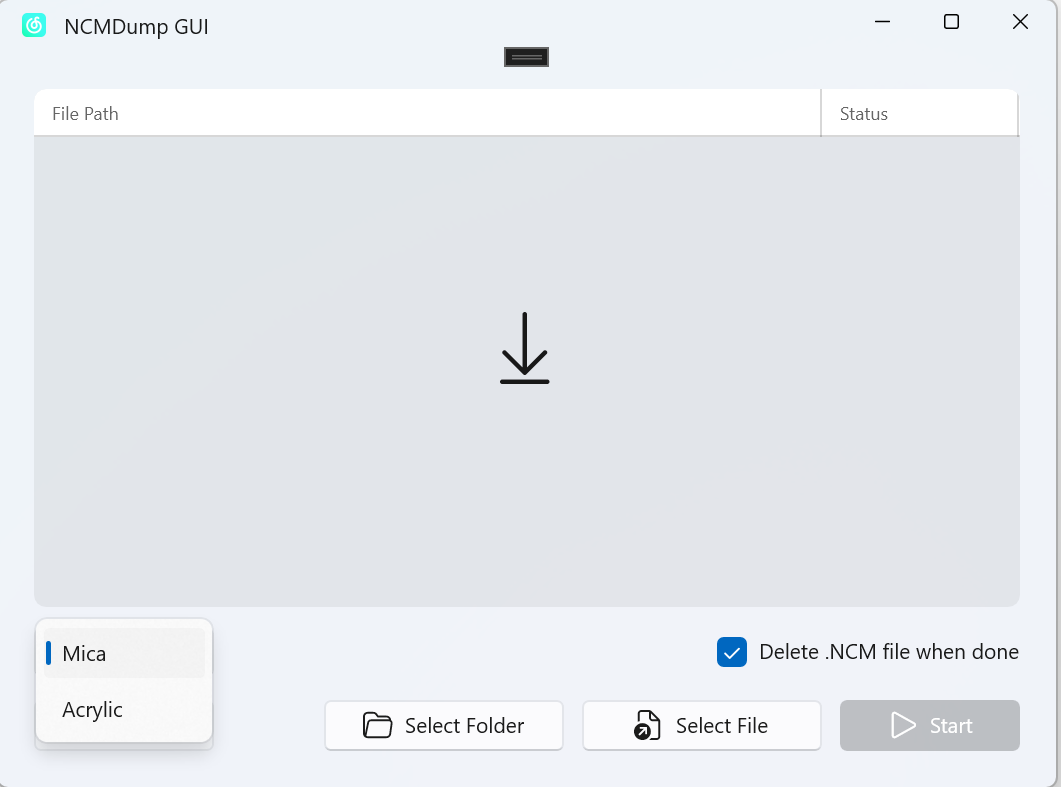 NCMDump GUI
File Path
Status
Mica
Acrylic
Delete .NCM file when done
Select Folder
Select File
Start